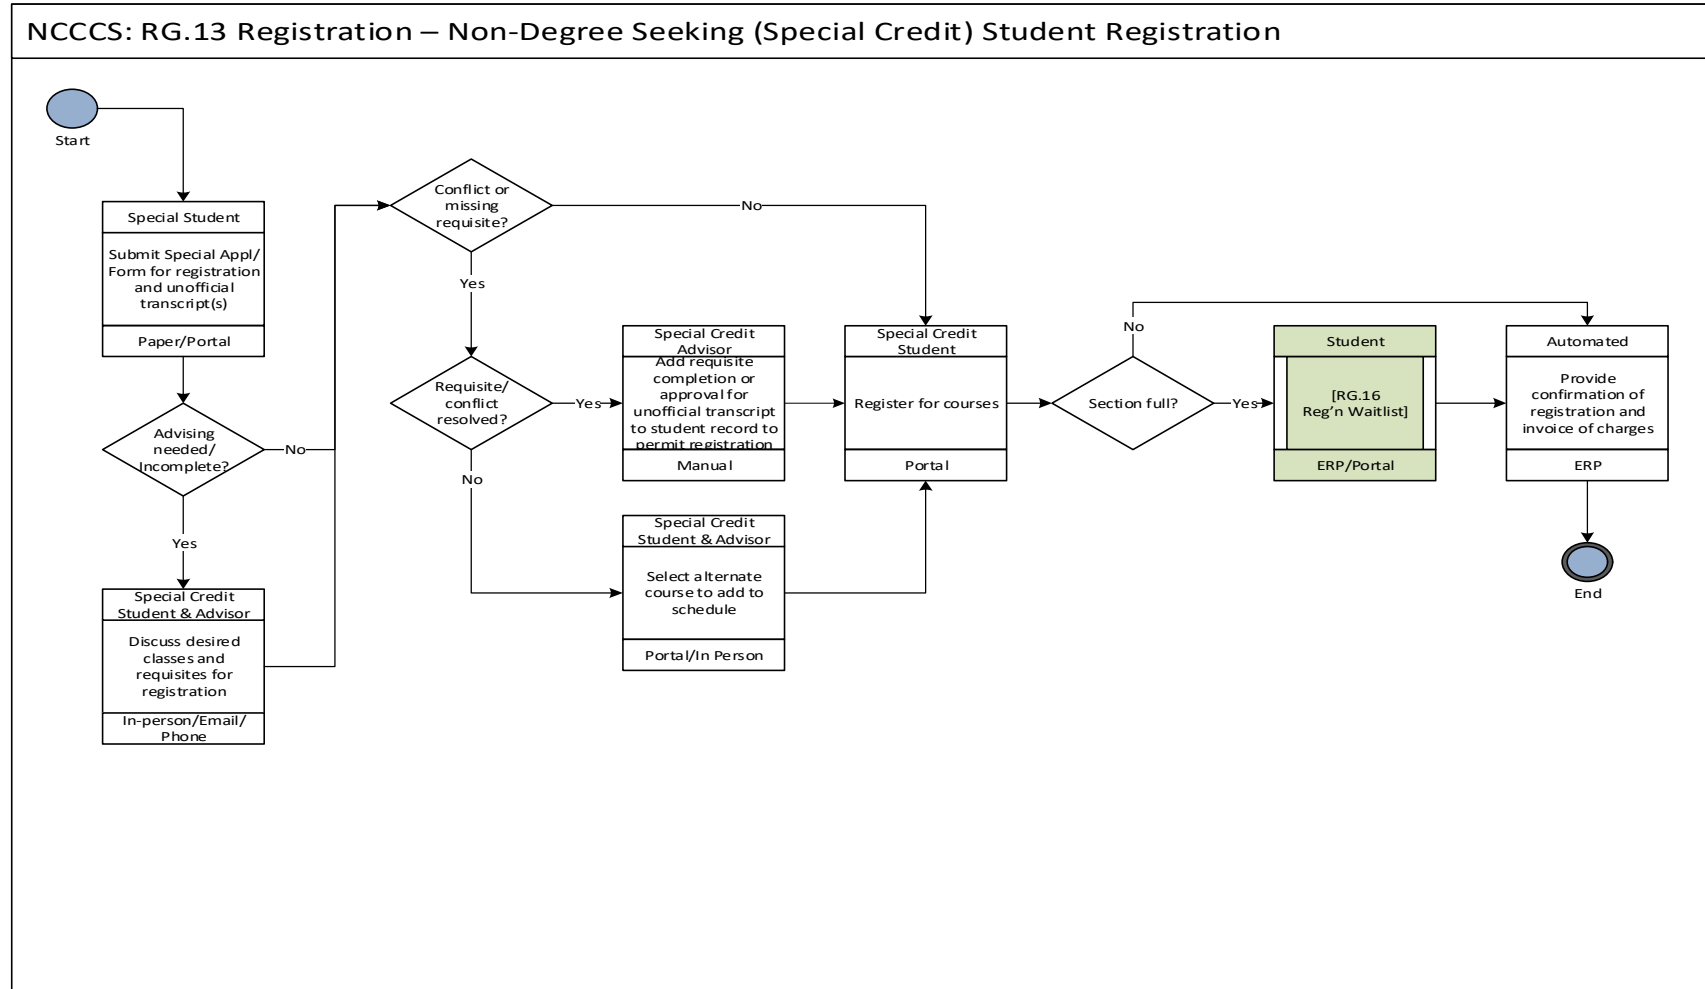 NCCCS: RG.13 Registration – Non-Degree Seeking (Special Credit) Student Registration
Start
Special Student
Submit Special Appl/
Form for registration
and unofficial
transcript(s)
Paper/Portal
Advising
needed/
Incomplete?
No
Yes
Special Credit
Student & Advisor
Discuss desired
classes and
requisites for
registration
In-person/Email/
Phone
Conflict or
missing
requisite?
No
Yes
Requisite/
conflict
resolved?
Yes
No
Special Credit
Advisor
Add requisite
completion or
approval for
unofficial transcript
to student record to
permit registration
Manual
Special Credit
Student & Advisor
Select alternate
course to add to
schedule
Portal/In Person
Special Credit
Student
Register for courses
Portal
Section full?
No
Yes
Student
[RG.16
Reg'n Waitlist]
ERP/Portal
Automated
Provide
confirmation of
registration and
invoice of charges
ERP
End